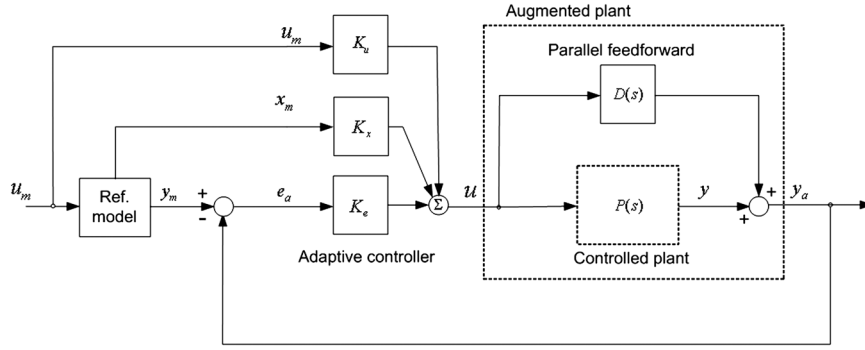 Augmented plant
u_m
K_u
Parallel feedforward
D(s)
x_m
K_x
u_m
Ref.
model
y_m
+
-
e_a
K_e
Σ
u
P(s)
y
+
+
y_a
Adaptive controller
Controlled plant